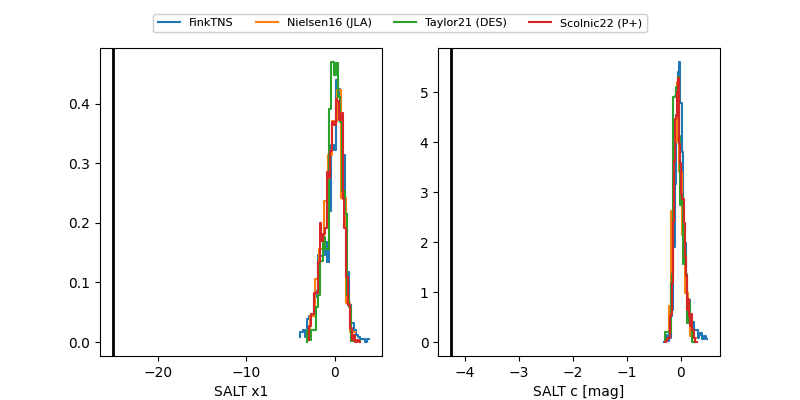 FinkTNS Nielsen16 (JLA) Taylor21 (DES) Scolnic22 (P+)
0.4
0.3
0.2
0.1
0.0
−20 −10 0
SALT x1
5
4
3
2
1
0
−4 −3 −2 −1 0
SALT c [mag]